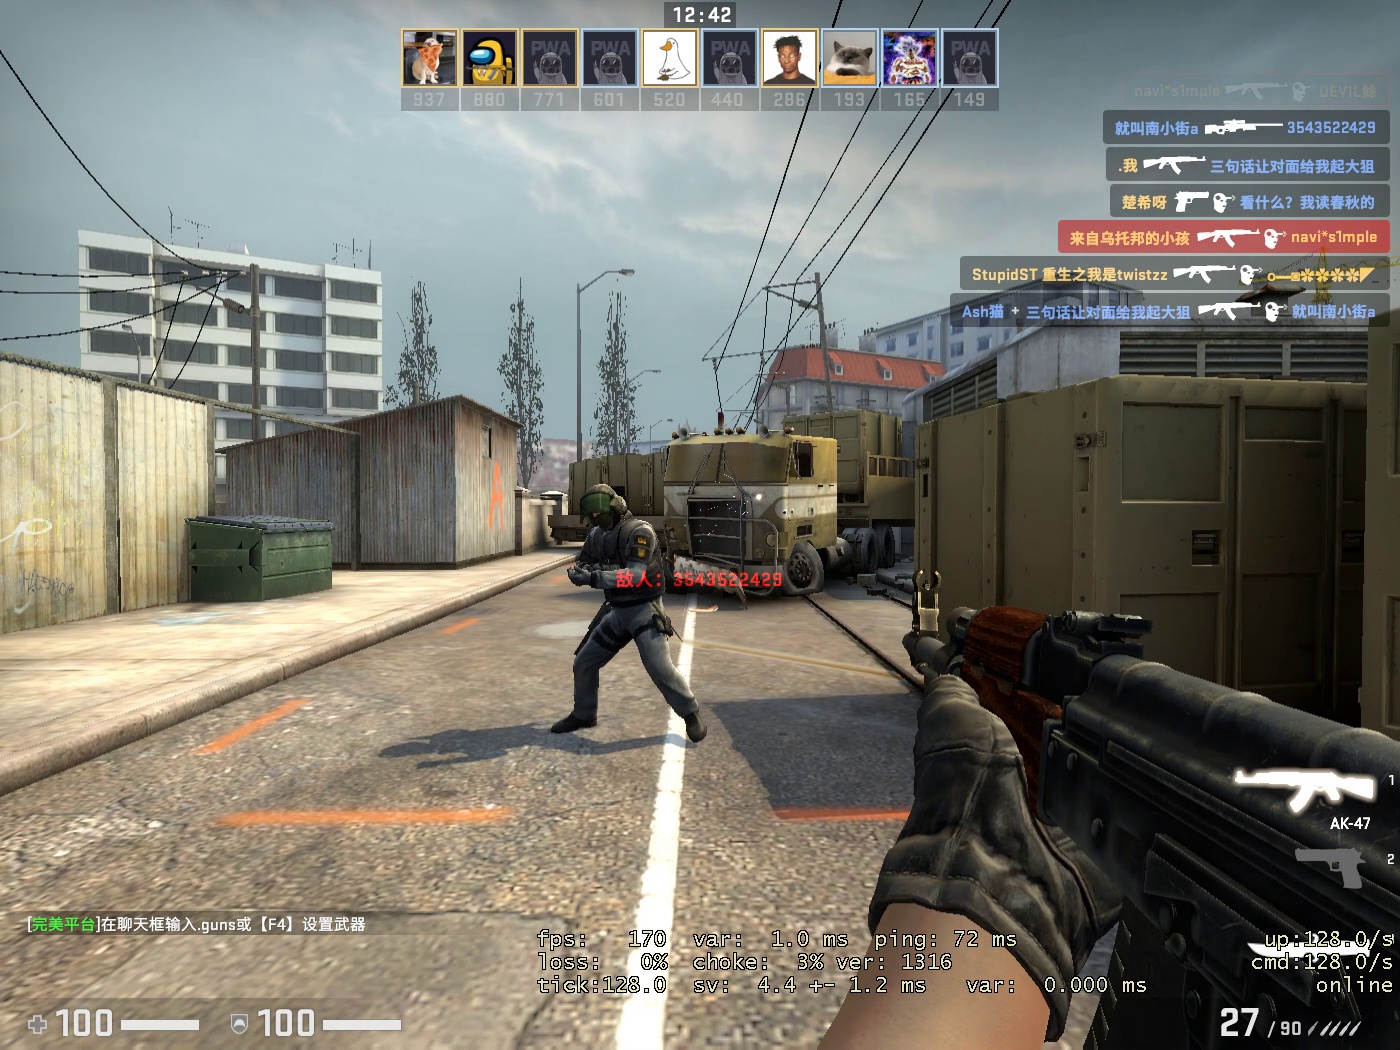 12:42
PWA PWA PWA PWA
937 880 771 601 520 440 286 193 165 149
navi*s1mple
就叫南小街a 3543522429
.我 三句话让对面给我起大狙
楚希呀 看什么？我读春秋的
来自乌托邦的小孩 navi*s1mple
StupidST 重生之我是twistzz
Ash猫 + 三句话让对面给我起大狙 就叫南小街a
敌人: 3543522429
1
AK-47
2
[完美平台]在聊天框输入.guns或【F4】设置武器
fps: 170 var: 1.0 ms ping: 72 ms up:128.0/s
loss: 0% choke: 3% ver: 1316 cmd:128.0/s
tick:128.0 sv: 4.4 +- 1.2 ms var: 0.000 ms online
100 100 27 / 90